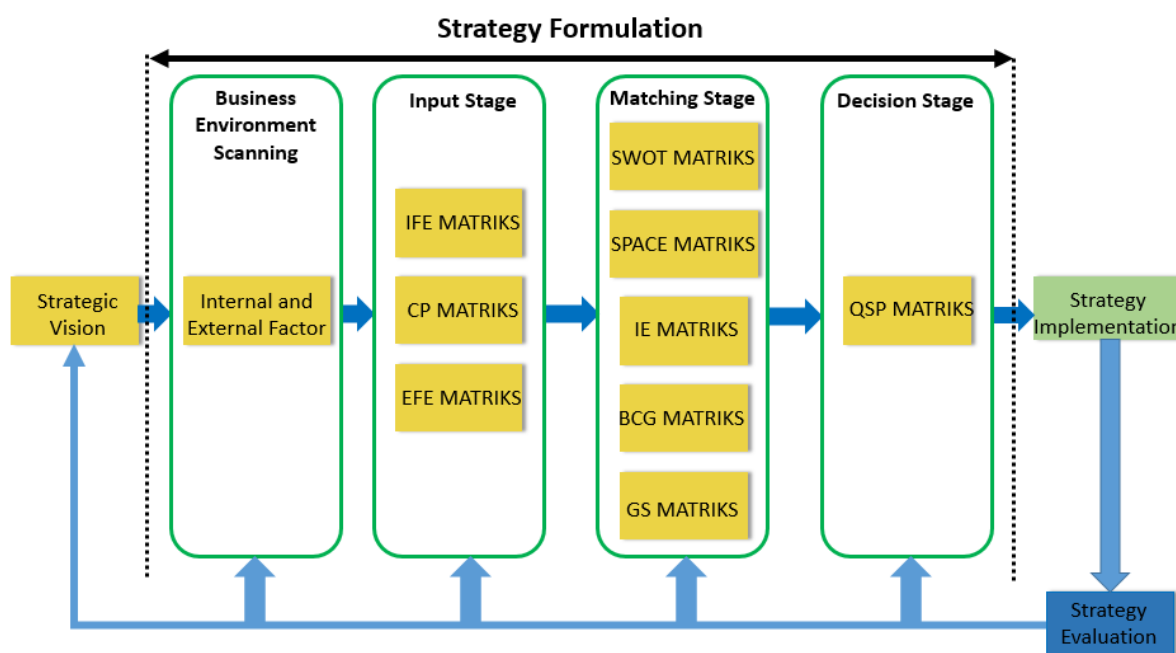 Strategy Formulation
Business
Environment
Scanning
Input Stage
Matching Stage
Decision Stage
SWOT MATRIKS
IFE MATRIKS
SPACE MATRIKS
Strategic
Vision
Internal and
External Factor
CP MATRIKS
IE MATRIKS
QSP MATRIKS
Strategy
Implementation
EFE MATRIKS
BCG MATRIKS
GS MATRIKS
Strategy
Evaluation